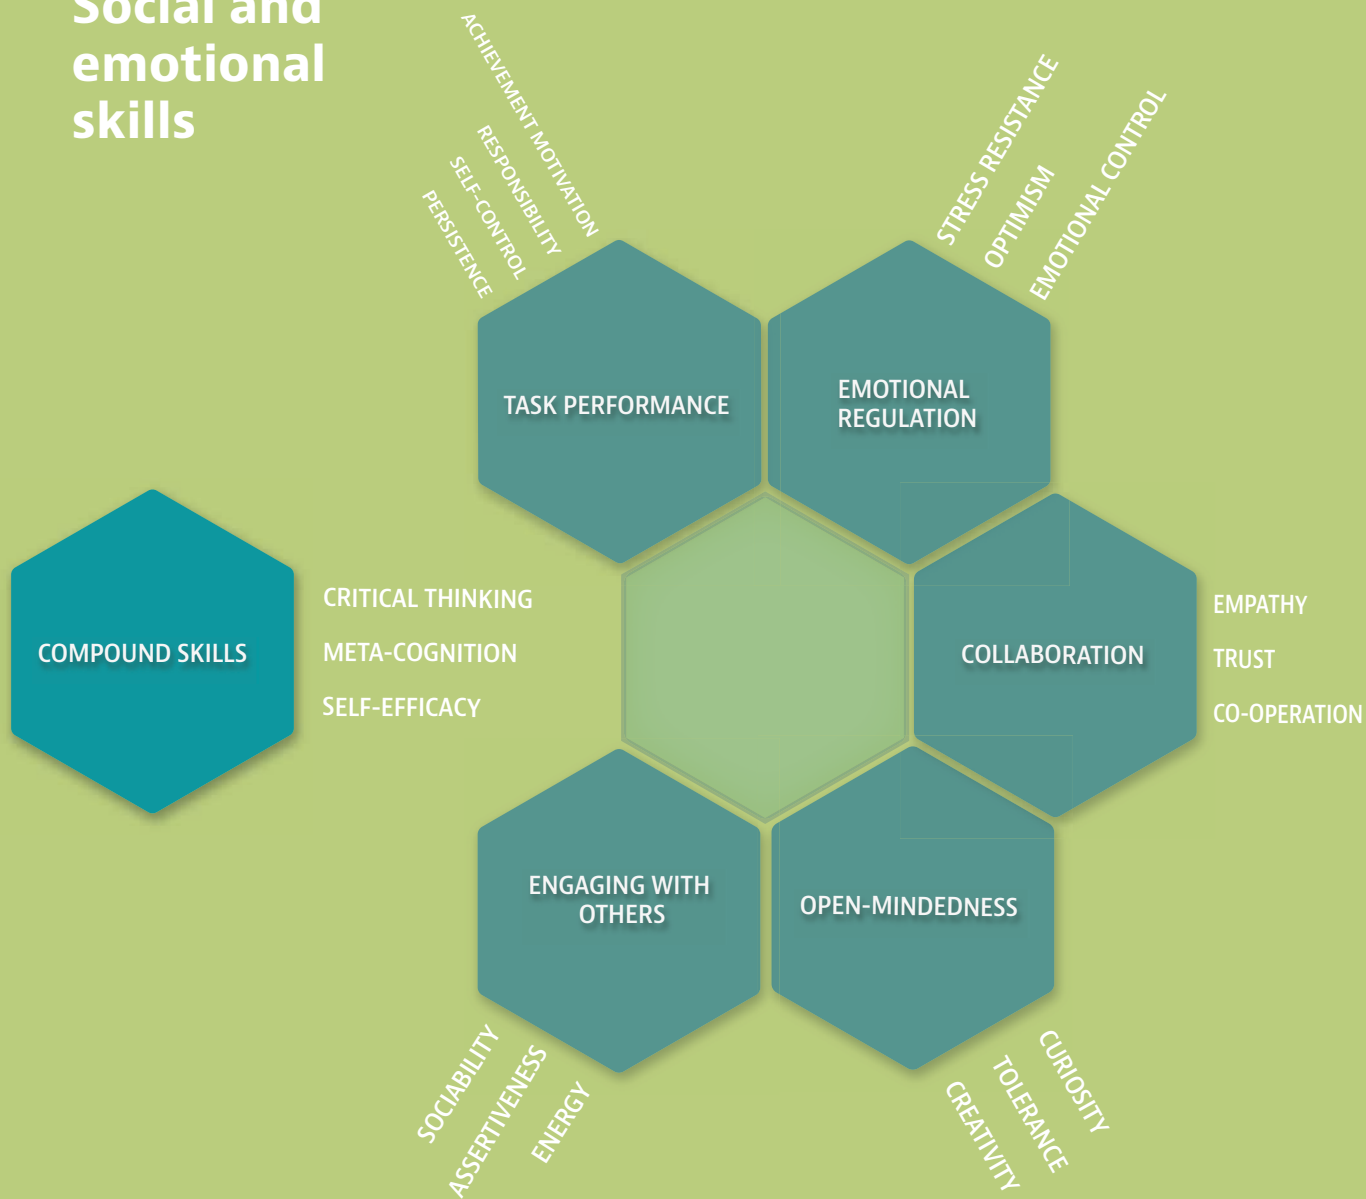 Social and
emotional
skills
ACHIEVEMENT MOTIVATION
RESPONSIBILITY
SELF-CONTROL
PERSISTENCE
STRESS RESISTANCE
OPTIMISM
EMOTIONAL CONTROL
TASK PERFORMANCE
EMOTIONAL
REGULATION
COMPOUND SKILLS
CRITICAL THINKING
META-COGNITION
SELF-EFFICACY
COLLABORATION
EMPATHY
TRUST
CO-OPERATION
ENGAGING WITH
OTHERS
OPEN-MINDEDNESS
SOCIABILITY
ASSERTIVENESS
ENERGY
CURIOSITY
TOLERANCE
CREATIVITY